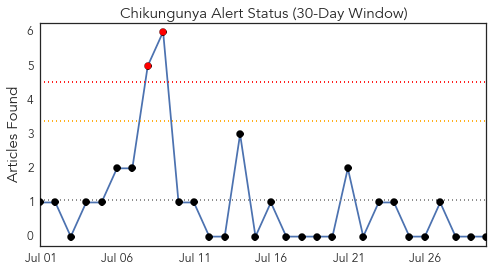 Chikungunya Alert Status (30-Day Window)
Articles Found
6
5
4
3
2
1
0
Jul 01
Jul 06
Jul 11
Jul 16
Jul 21
Jul 26